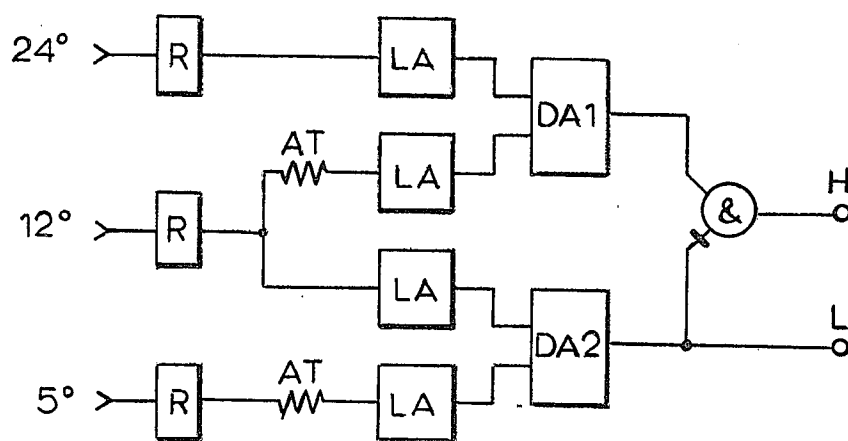 24° R LA
DA1
AT LA
H
12° R &
LA
L
DA2
AT
5° R LA